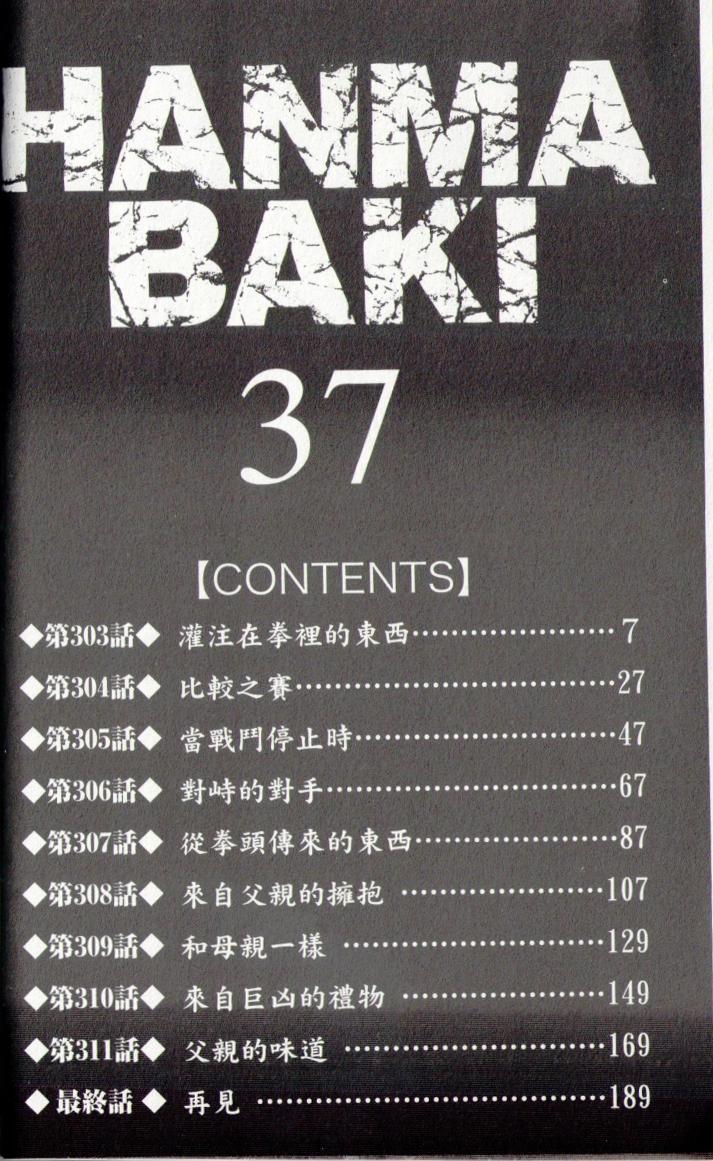 HANMA
BAKI
37
【CONTENTS】
◆第303話◆ 灌注在拳裡的東西⋯⋯⋯⋯⋯⋯⋯7
◆第304話◆ 比較之賽⋯⋯⋯⋯⋯⋯⋯⋯⋯⋯⋯27
◆第305話◆ 當戰鬥停止時⋯⋯⋯⋯⋯⋯⋯⋯⋯47
◆第306話◆ 對峙的對手⋯⋯⋯⋯⋯⋯⋯⋯⋯⋯67
◆第307話◆ 從拳頭傳來的東西⋯⋯⋯⋯⋯⋯⋯87
◆第308話◆ 來自父親的擁抱 ⋯⋯⋯⋯⋯⋯⋯107
◆第309話◆ 和母親一樣 ⋯⋯⋯⋯⋯⋯⋯⋯⋯129
◆第310話◆ 來自巨凶的禮物 ⋯⋯⋯⋯⋯⋯⋯149
◆第311話◆ 父親的味道 ⋯⋯⋯⋯⋯⋯⋯⋯⋯169
◆ 最終話 ◆ 再見 ⋯⋯⋯⋯⋯⋯⋯⋯⋯⋯⋯⋯189